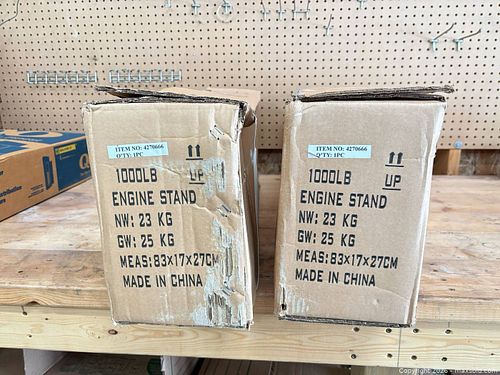 ITEM NO: 4270666
Q'TY: 1PC
1000LB
UP
ENGINE STAND
NW: 23 KG
GW: 25 KG
MEAS: 83x17x27CM
MADE IN CHINA
ITEM NO: 4270666
Q'TY: 1PC
1000LB
UP
ENGINE STAND
NW: 23 KG
GW: 25 KG
MEAS: 83x17x27CM
MADE IN CHINA